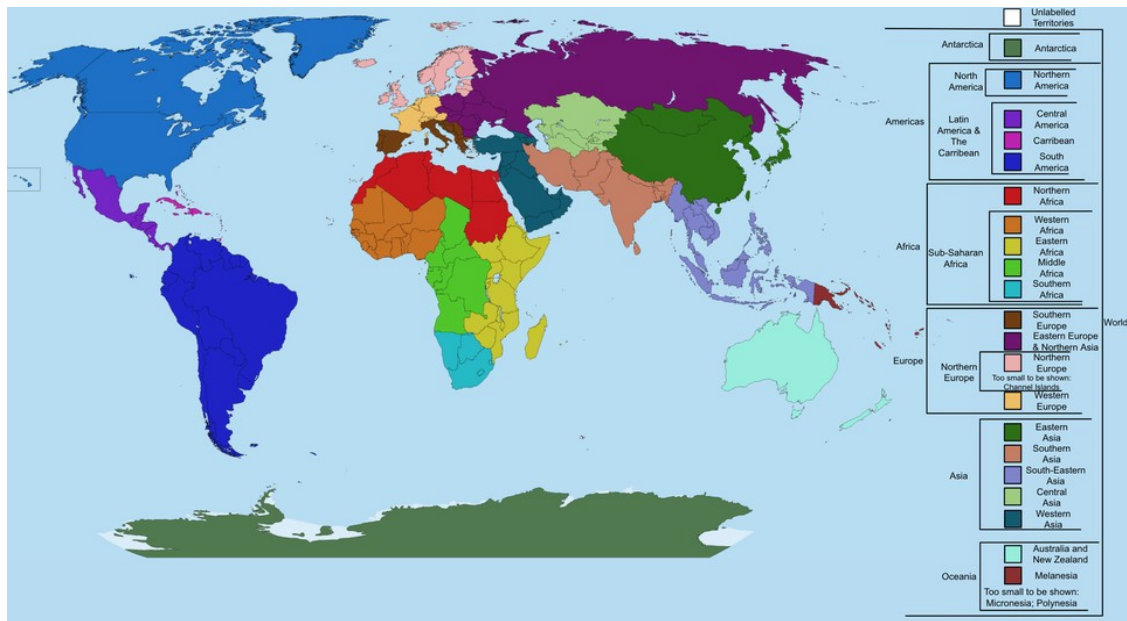 Unlabelled
Territories
Antarctica
Antarctica
North
America
Northern
America
Americas
Latin
America &
The
Carribean
Central
America
Carribean
South
America
Northern
Africa
Africa
Sub-Saharan
Africa
Western
Africa
Eastern
Africa
Middle
Africa
Southern
Africa
World
Europe
Southern
Europe
Eastern Europe
& Northern Asia
Northern
Europe
Northern
Europe
Too small to be shown:
Channel Islands
Western
Europe
Asia
Eastern
Asia
Southern
Asia
South-Eastern
Asia
Central
Asia
Western
Asia
Oceania
Australia and
New Zealand
Melanesia
Too small to be shown:
Micronesia; Polynesia